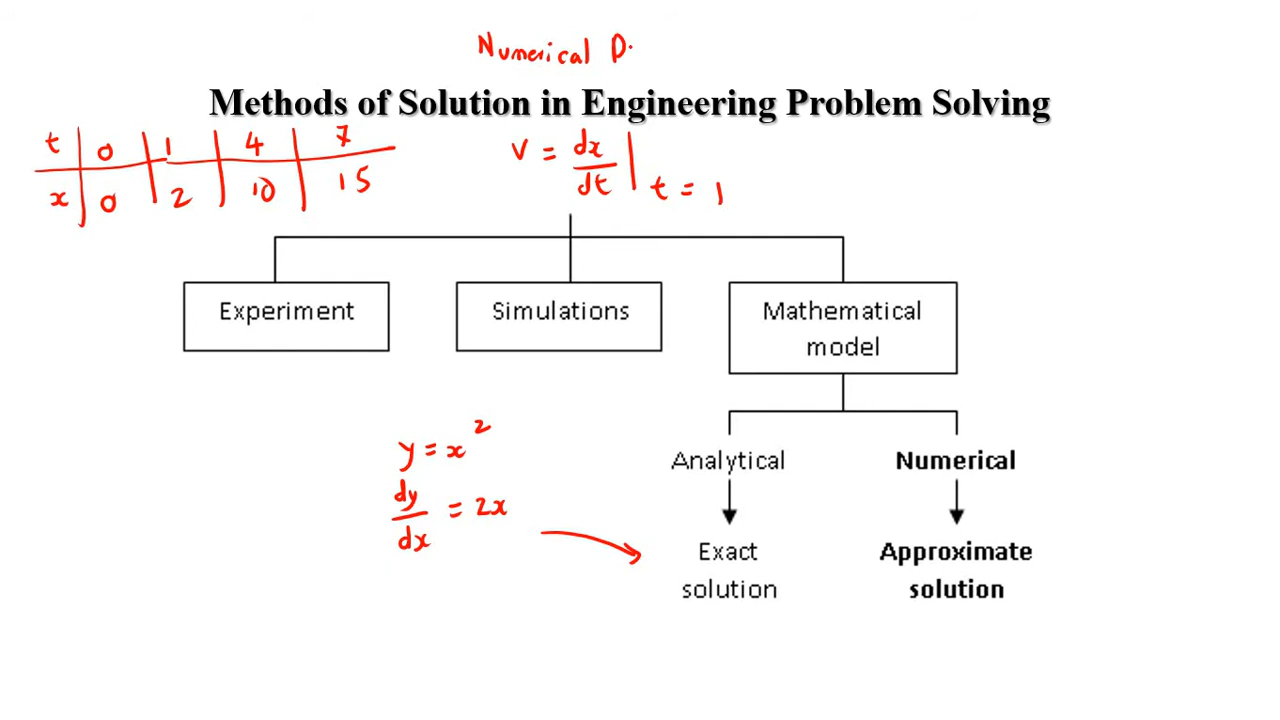 Numerical D.
Methods of Solution in Engineering Problem Solving
t 0 1 4 7
x 0 2 10 15
v = dx/dt | t = 1
Experiment
Simulations
Mathematical
model
y = x²
dy/dx = 2x
Analytical
Numerical
Exact
solution
Approximate
solution